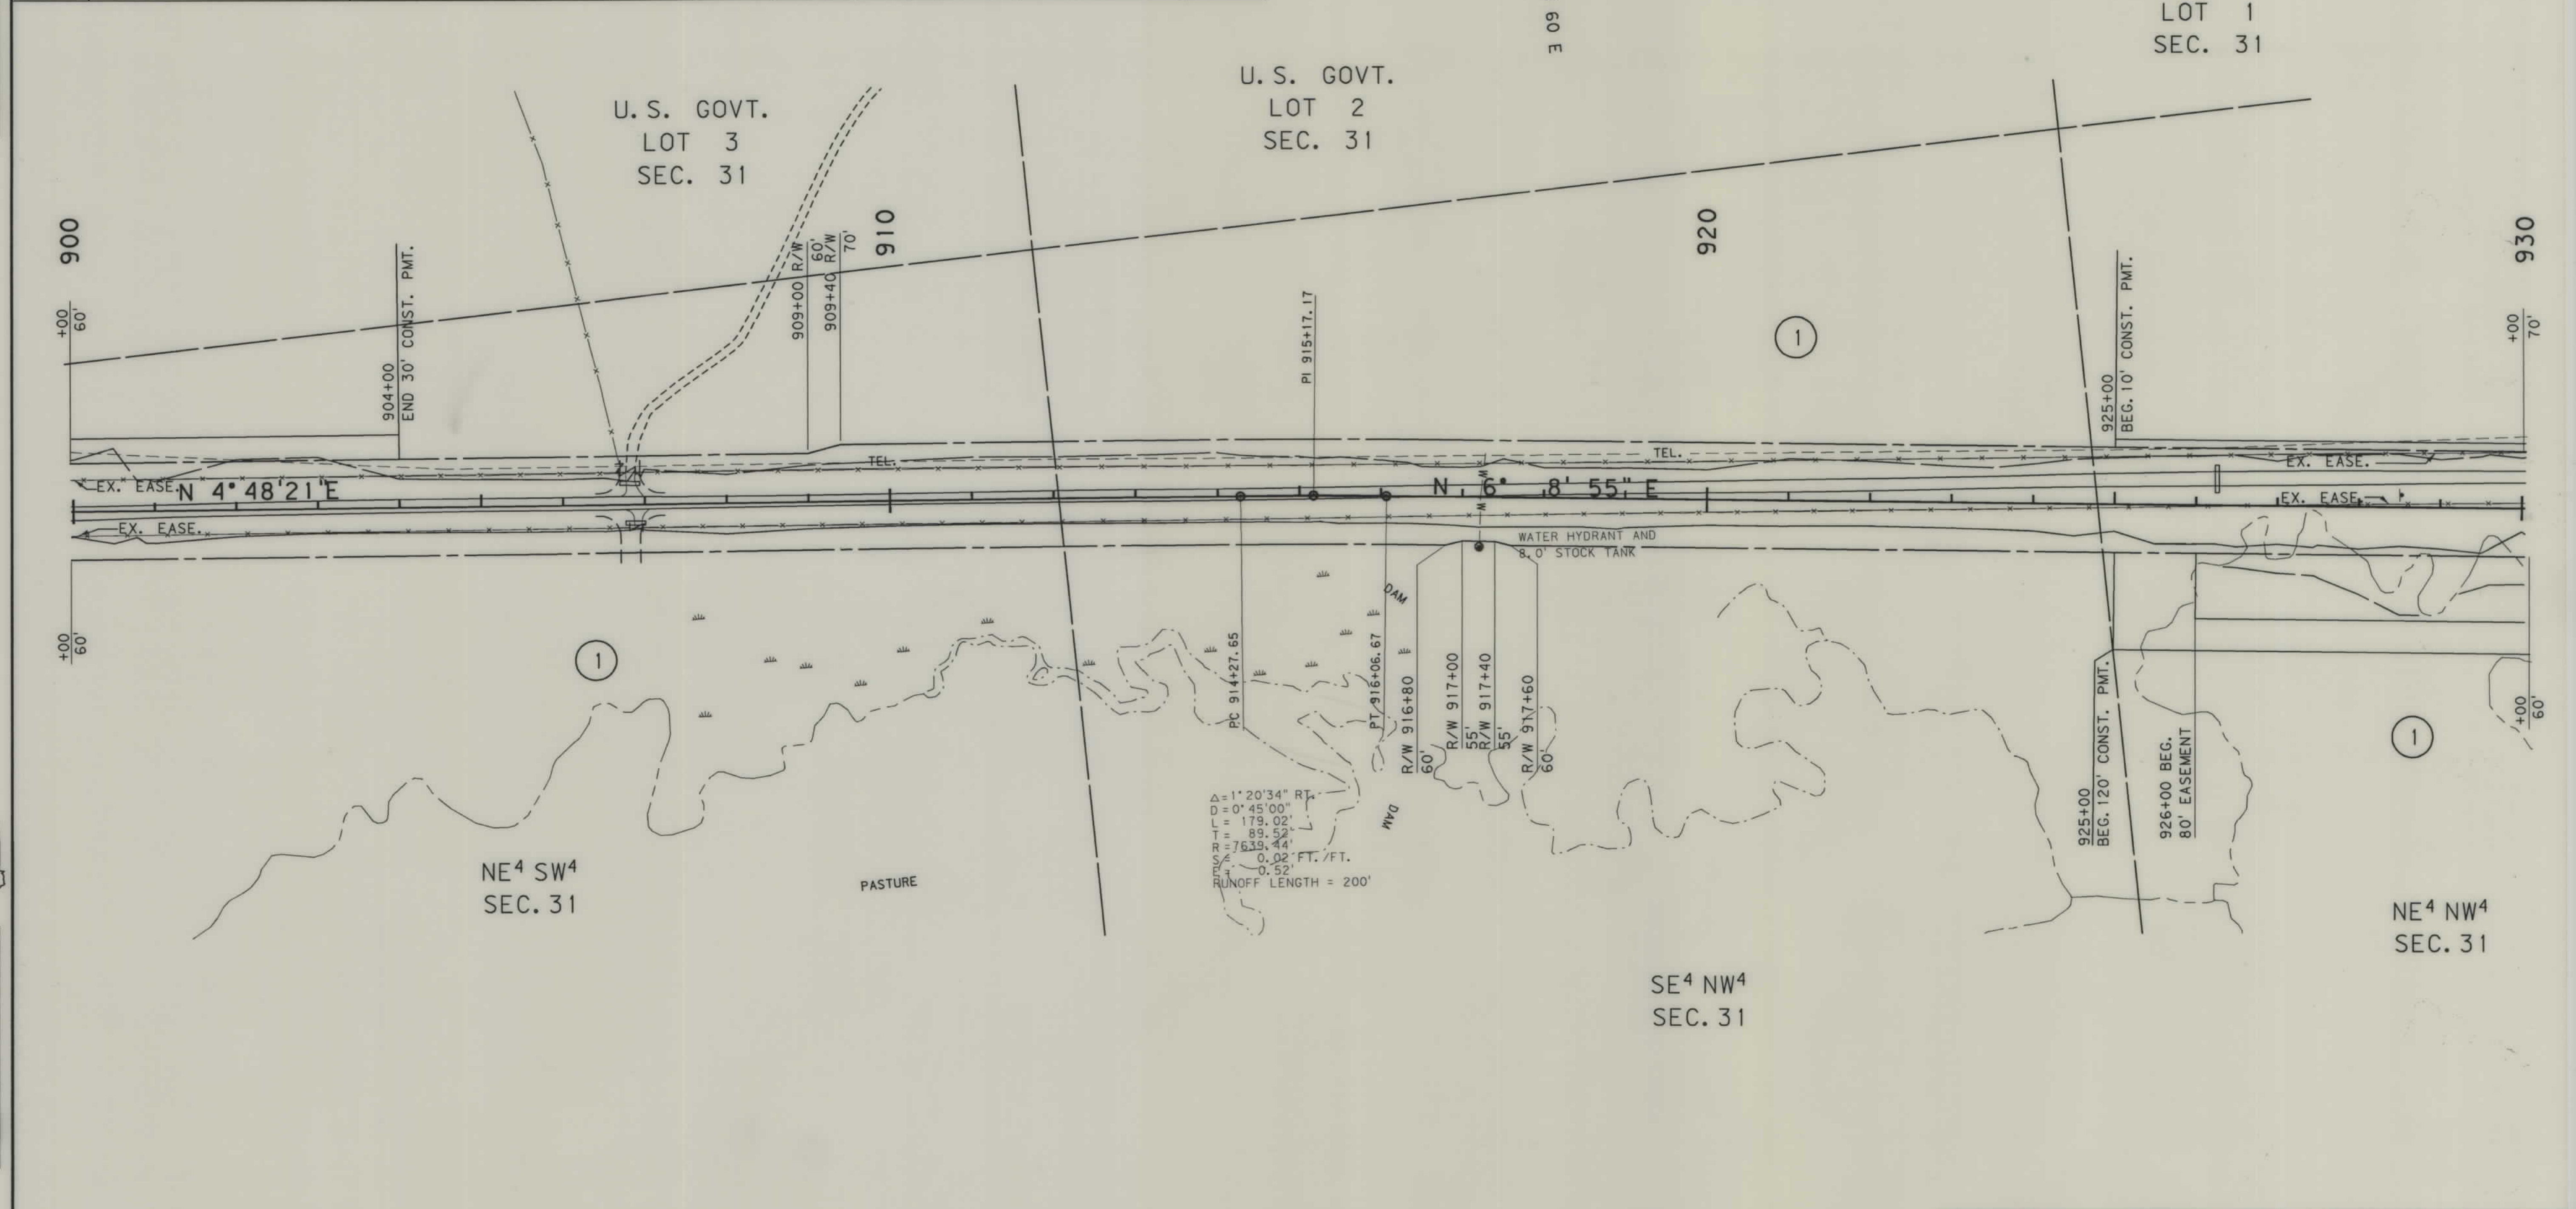 60 E
LOT 1
SEC. 31
U.S. GOVT.
LOT 2
SEC. 31
U.S. GOVT.
LOT 3
SEC. 31
900
910
920
930
+00
60'
904+00
END 30' CONST. PMT.
909+00 R/W
60'
909+40 R/W
70'
PI 915+17.17
1
925+00
BEG. 10' CONST. PMT.
+00
70'
TEL.
TEL.
EX. EASE.
EX. EASE.
N 4°48'21"E
N 6° 8' 55" E
EX. EASE.
EX. EASE.
WATER HYDRANT AND
8.0' STOCK TANK
W
W
DAM
+00
60'
1
PC 914+27.65
PT 916+06.67
R/W 916+80
60'
R/W 917+00
55'
R/W 917+40
55'
R/W 917+60
60'
925+00
BEG. 120' CONST. PMT.
926+00 BEG.
80' EASEMENT
1
+00
60'
DAM
Δ=1°20'34" RT.
D=0°45'00"
L= 179.02'
T= 89.52'
R=7639.44'
S= 0.02 FT./FT.
E= 0.52'
RUNOFF LENGTH = 200'
NE⁴ SW⁴
SEC. 31
PASTURE
NE⁴ NW⁴
SEC. 31
SE⁴ NW⁴
SEC. 31